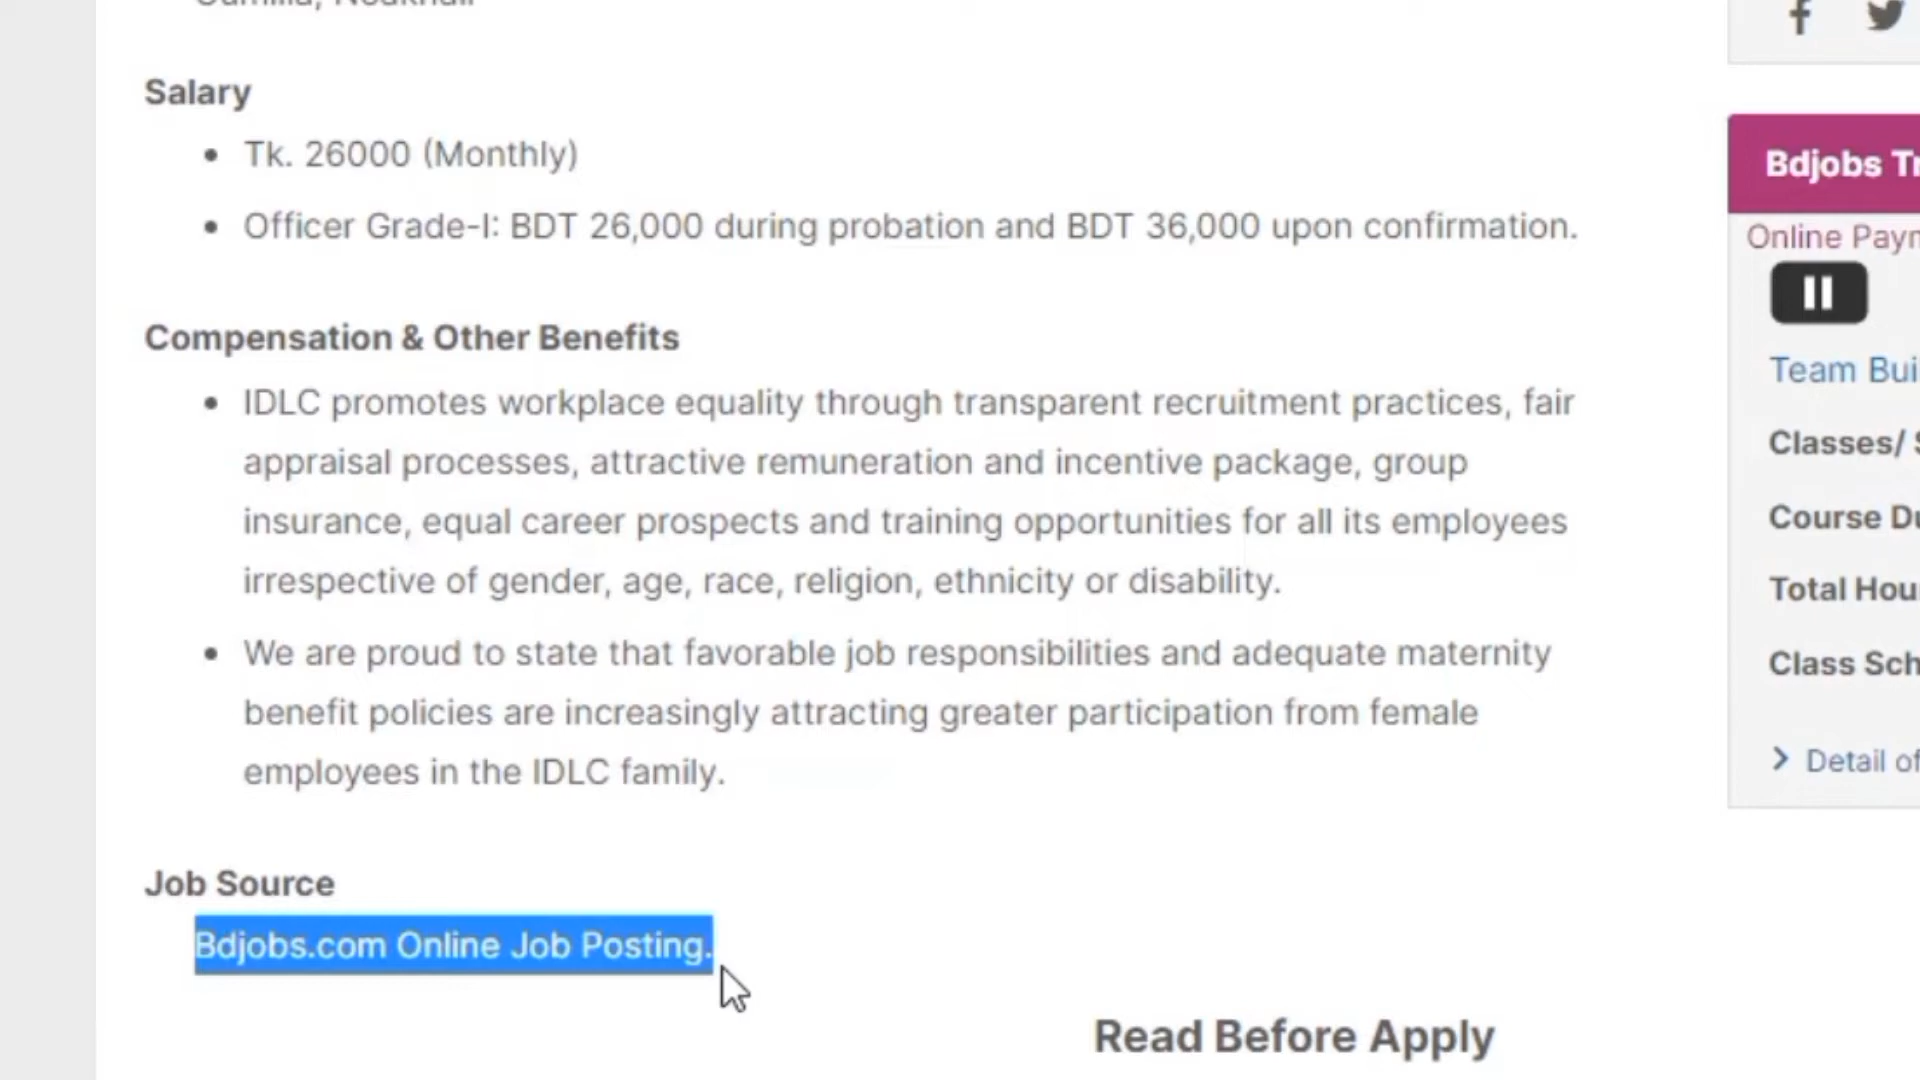 Salary
Tk. 26000 (Monthly)
Officer Grade-I: BDT 26,000 during probation and BDT 36,000 upon confirmation.
Compensation & Other Benefits
IDLC promotes workplace equality through transparent recruitment practices, fair
appraisal processes, attractive remuneration and incentive package, group
insurance, equal career prospects and training opportunities for all its employees
irrespective of gender, age, race, religion, ethnicity or disability.
We are proud to state that favorable job responsibilities and adequate maternity
benefit policies are increasingly attracting greater participation from female
employees in the IDLC family.
Job Source
Bdjobs.com Online Job Posting.
Read Before Apply
Bdjobs
Online
Team
Classes/
Course
Total
Class
Detail of